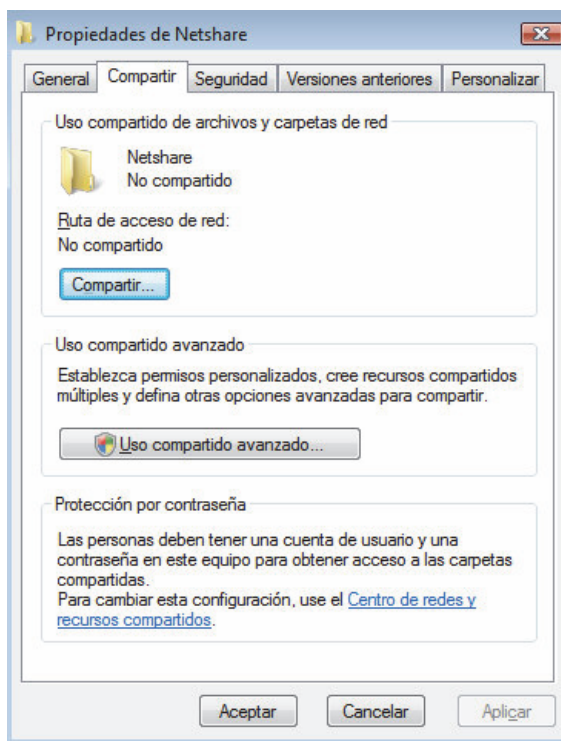 Propiedades de Netshare
General Compartir Seguridad Versiones anteriores Personalizar
Uso compartido de archivos y carpetas de red
Netshare
No compartido
Ruta de acceso de red:
No compartido
Compartir...
Uso compartido avanzado
Establezca permisos personalizados, cree recursos compartidos
múltiples y defina otras opciones avanzadas para compartir.
Uso compartido avanzado...
Protección por contraseña
Las personas deben tener una cuenta de usuario y una
contraseña en este equipo para obtener acceso a las carpetas
compartidas.
Para cambiar esta configuración, use el Centro de redes y
recursos compartidos.
Aceptar Cancelar Aplicar